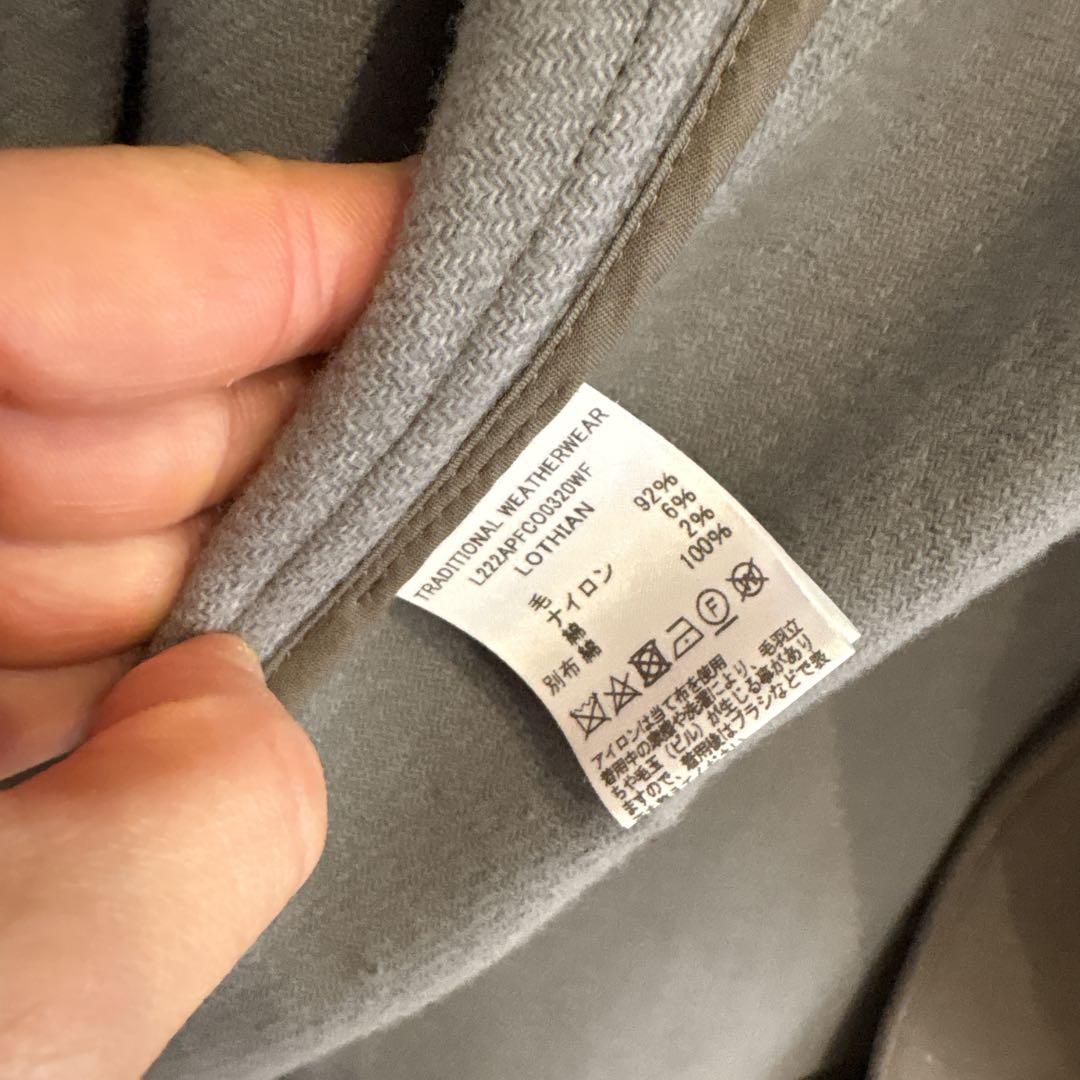 TRADITIONAL WEATHERWEAR
L222APFCO0320WF
LOTHIAN
毛 92%
ナイロン 6%
綿 2%
別布 綿 100%
F
アイロンは当て布を使用
着用中の摩擦や洗濯により、毛羽立
ちや毛玉（ピル）が生じる事があり
ますので、着用後はブラシなどで表